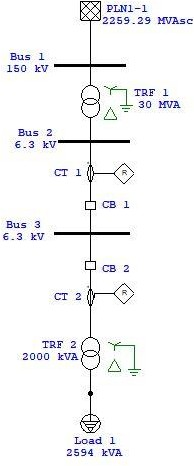 PLN1-1
2259.29 MVAsc
Bus 1
150 kV
TRF 1
30 MVA
Bus 2
6.3 kV
CT 1
R
CB 1
Bus 3
6.3 kV
CB 2
CT 2
R
TRF 2
2000 kVA
Load 1
2594 kVA